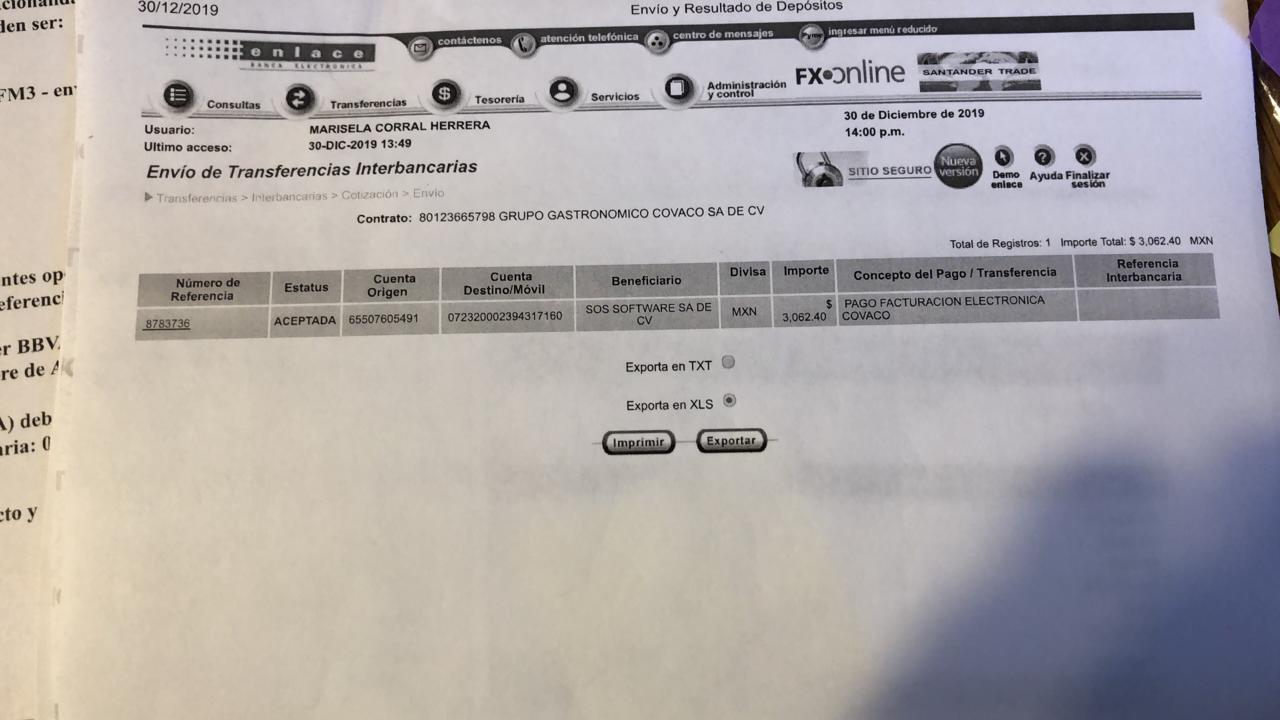 den ser:
FM3 - en
ntes op
eferenci
er BBV
re de A
A) deb
aria: 0
cto y
30/12/2019
Envío y Resultado de Depósitos
enlace
BANCA ELECTRONICA
contáctenos
atención telefónica
centro de mensajes
ingresar menú reducido
Consultas
Transferencias
Tesorería
Servicios
Administración
y control
FX Online
SANTANDER TRADE
Usuario: MARISELA CORRAL HERRERA
Ultimo acceso: 30-DIC-2019 13:49
30 de Diciembre de 2019
14:00 p.m.
Envío de Transferencias Interbancarias
SITIO SEGURO
Nueva
versión
Demo
enlace
Ayuda
Finalizar
sesión
Transferencias > Interbancarias > Cotización > Envio
Contrato: 80123665798 GRUPO GASTRONOMICO COVACO SA DE CV
Total de Registros: 1 Importe Total: $ 3,062.40 MXN
Número de
Referencia
Estatus
Cuenta
Origen
Cuenta
Destino/Móvil
Beneficiario
Divisa
Importe
Concepto del Pago / Transferencia
Referencia
Interbancaria
8783736
ACEPTADA
65507605491
072320002394317160
SOS SOFTWARE SA DE
CV
MXN
$
3,062.40
PAGO FACTURACION ELECTRONICA
COVACO
Exporta en TXT
Exporta en XLS
Imprimir
Exportar